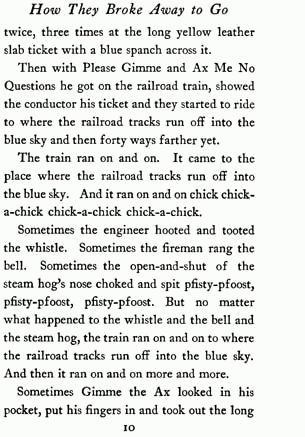 How They Broke Away to Go
twice, three times at the long yellow leather
slab ticket with a blue spanch across it.
Then with Please Gimme and Ax Me No
Questions he got on the railroad train, showed
the conductor his ticket and they started to ride
to where the railroad tracks run off into the
blue sky and then forty ways farther yet.
The train ran on and on. It came to the
place where the railroad tracks run off into
the blue sky. And it ran on and on chick chick-
a-chick chick-a-chick chick-a-chick.
Sometimes the engineer hooted and tooted
the whistle. Sometimes the fireman rang the
bell. Sometimes the open-and-shut of the
steam hog's nose choked and spit pfisty-pfoost,
pfisty-pfoost, pfisty-pfoost. But no matter
what happened to the whistle and the bell and
the steam hog, the train ran on and on to where
the railroad tracks run off into the blue sky.
And then it ran on and on more and more.
Sometimes Gimme the Ax looked in his
pocket, put his fingers in and took out the long
10